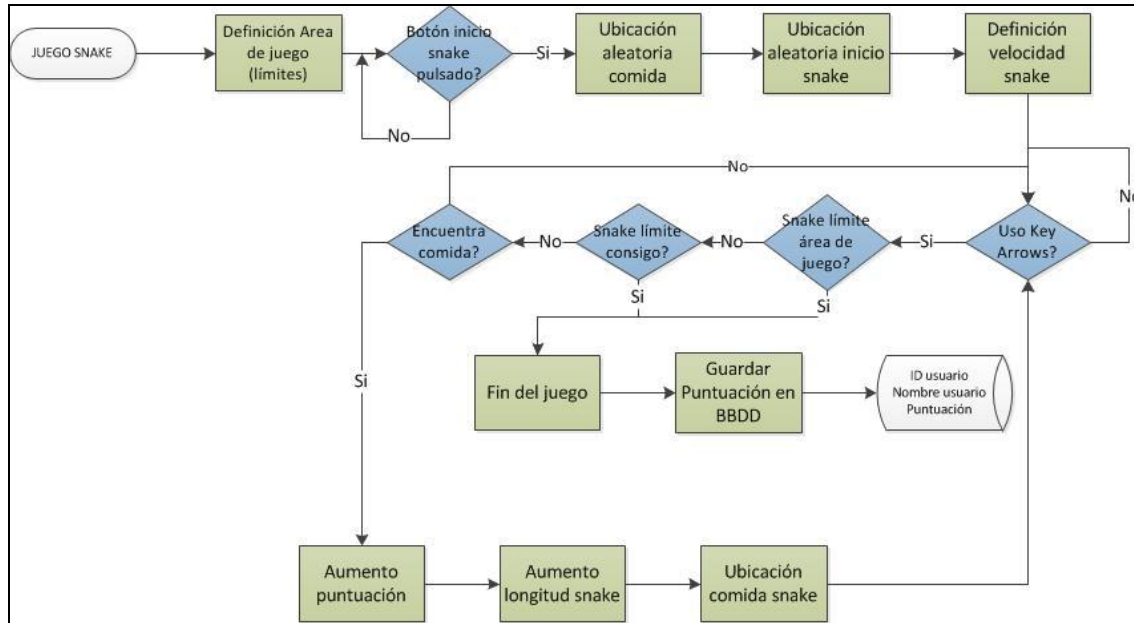 JUEGO SNAKE
Definición Area
de juego
(límites)
Botón inicio
snake
pulsado?
Si
Ubicación
aleatoria
comida
Ubicación
aleatoria inicio
snake
Definición
velocidad
snake
No
No
No
Encuentra
comida?
No
Snake límite
consigo?
No
Snake límite
área de
juego?
Si
Uso Key
Arrows?
Si
Si
Si
Fin del juego
Guardar
Puntuación en
BBDD
ID usuario
Nombre usuario
Puntuación
Aumento
puntuación
Aumento
longitud snake
Ubicación
comida snake